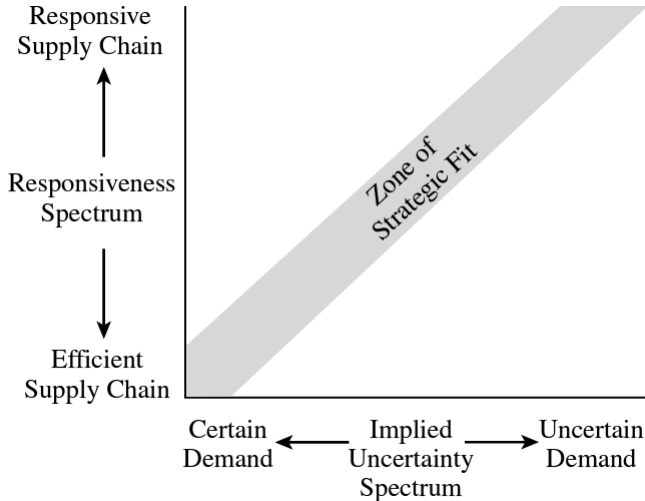 Responsive
Supply Chain
Responsiveness
Spectrum
Efficient
Supply Chain
Zone of
Strategic Fit
Certain
Demand
Implied
Uncertainty
Spectrum
Uncertain
Demand